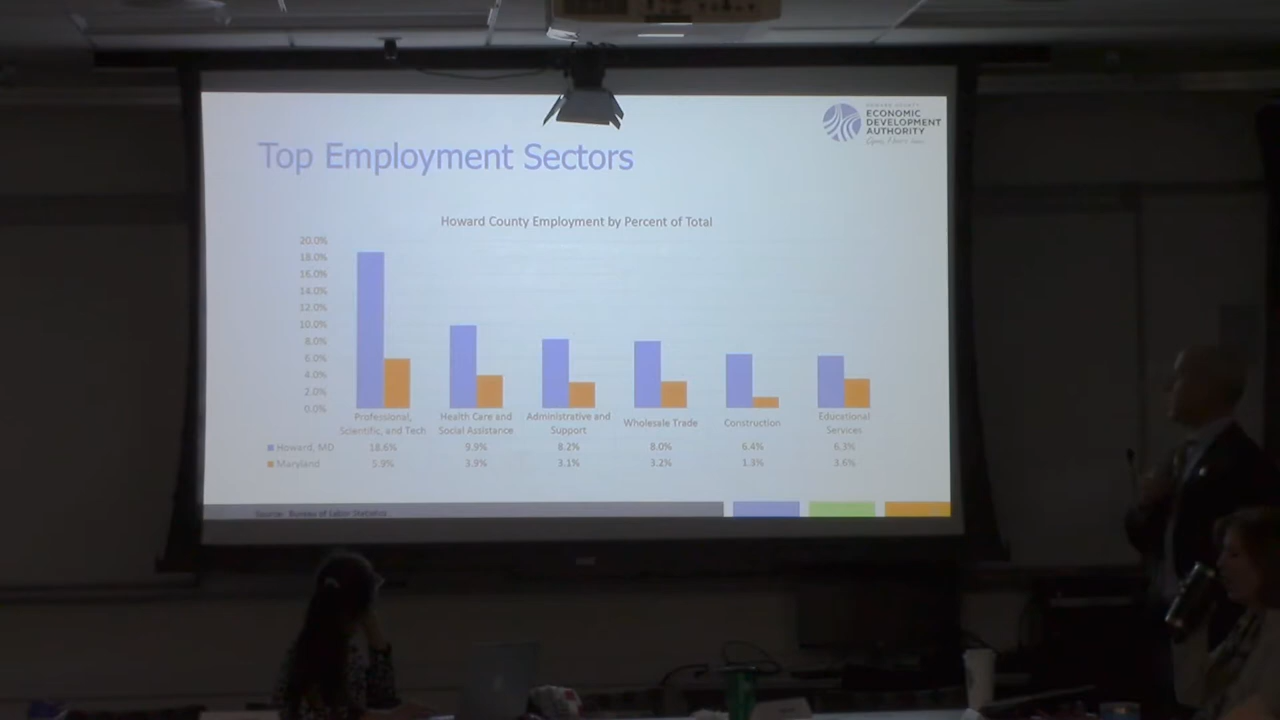 HOWARD COUNTY
ECONOMIC
DEVELOPMENT
AUTHORITY
Top Employment Sectors
Howard County Employment by Percent of Total
20.0%
18.0%
16.0%
14.0%
12.0%
10.0%
8.0%
6.0%
4.0%
2.0%
0.0%
Professional,
Scientific, and Tech
Health Care and
Social Assistance
Administrative and
Support
Wholesale Trade
Construction
Educational
Services
Howard, MD 18.6% 9.9% 8.2% 8.0% 6.4% 6.3%
Maryland 5.9% 3.9% 3.1% 3.2% 1.3% 3.6%
Source: Bureau of Labor Statistics